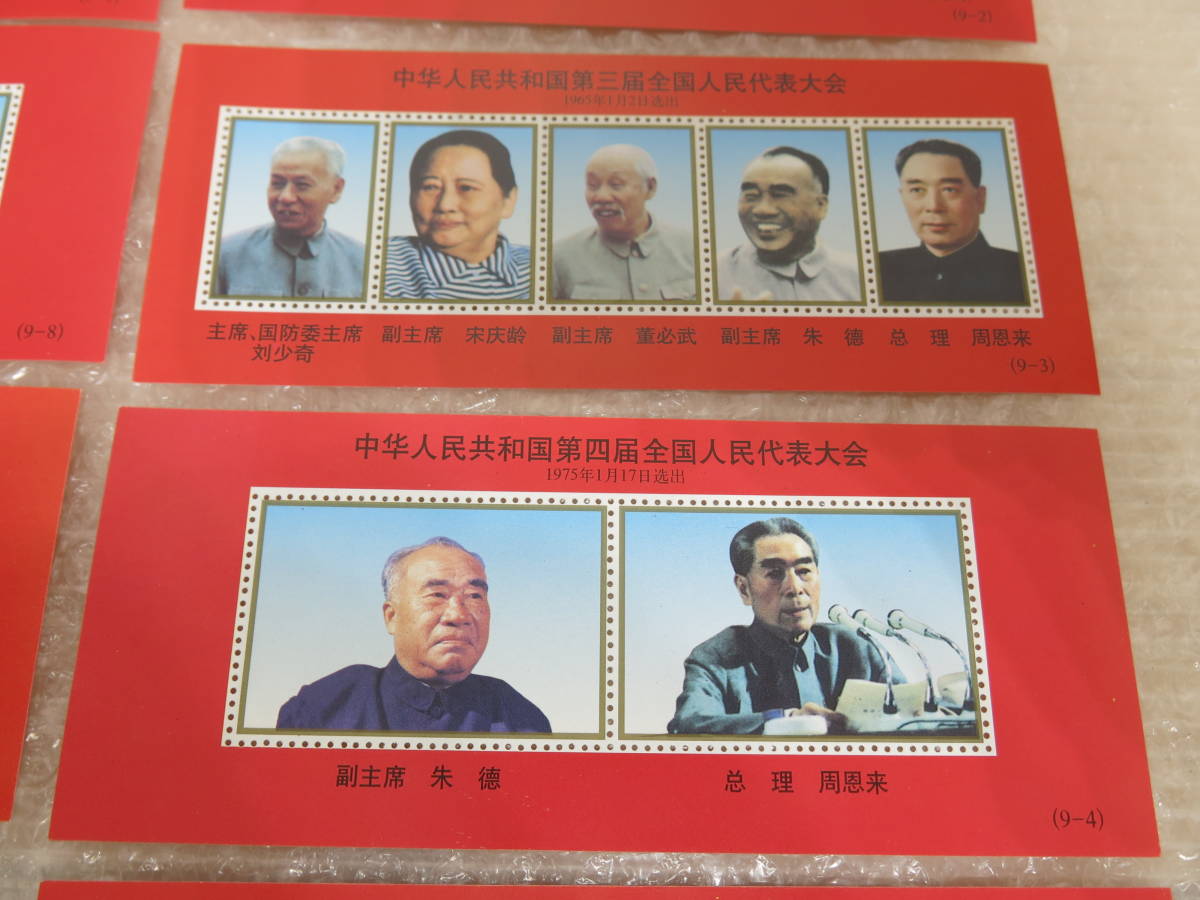 (9-2)
中华人民共和国第三届全国人民代表大会
1965年1月2日选出
主席、国防委主席 副主席 宋庆龄 副主席 董必武 副主席 朱 德 总 理 周恩来
刘少奇
(9-3)
(9-8)
中华人民共和国第四届全国人民代表大会
1975年1月17日选出
副主席 朱 德 总 理 周恩来
(9-4)